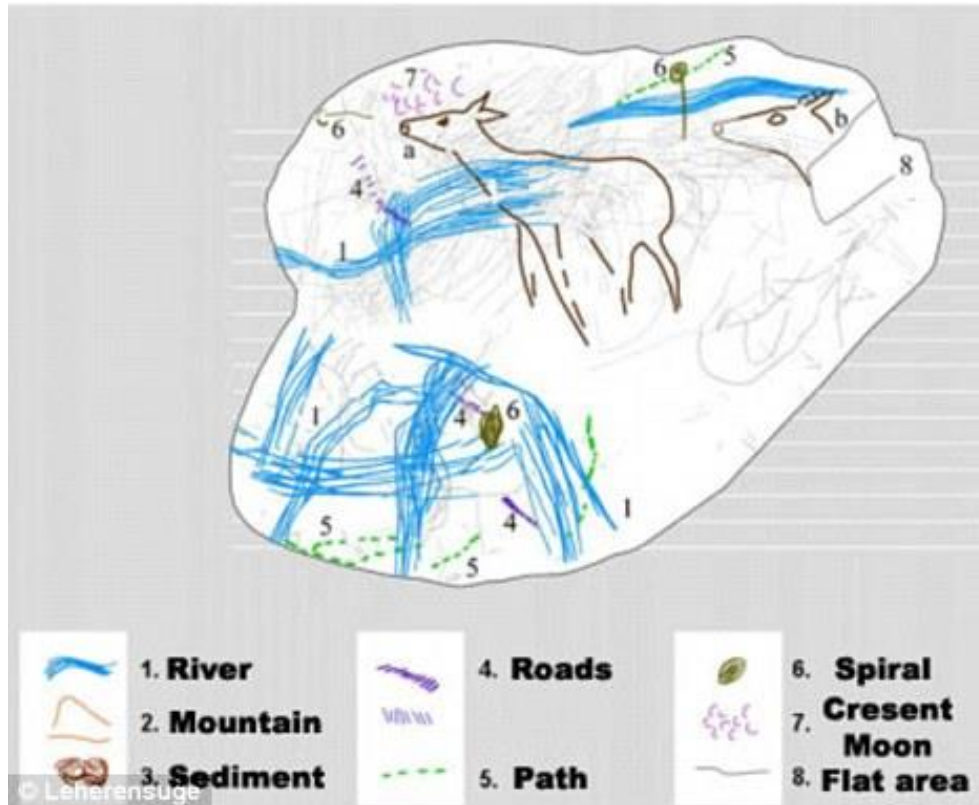 7
6 5
6
a
b
4
8
1
1
4 6
4
1
5
5
1. River
4. Roads
6. Spiral
2. Mountain
7. Cresent
Moon
3. Sediment
5. Path
8. Flat area
© Leherensuge